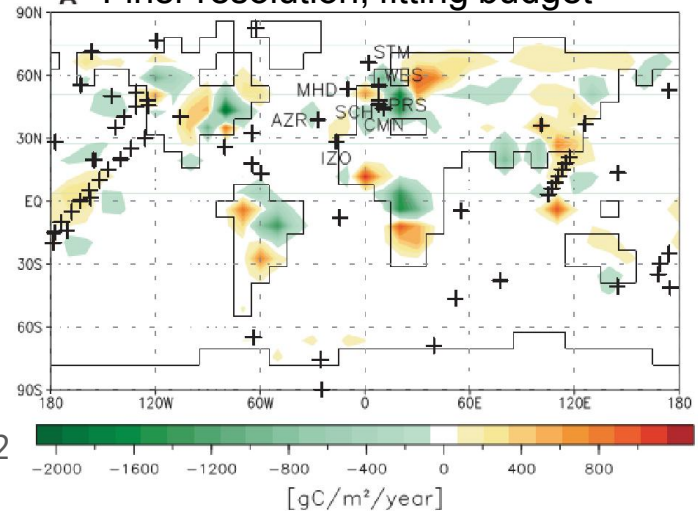 A Finer resolution, fitting budget
90N
60N
30N
EQ
30S
60S
90S
STM
WES
MHD
SCH PRS
AZR
CMN
IZO
180 120W 60W 0 60E 120E 180
2
−2000 −1600 −1200 −800 −400 0 400 800
[gC/m²/year]